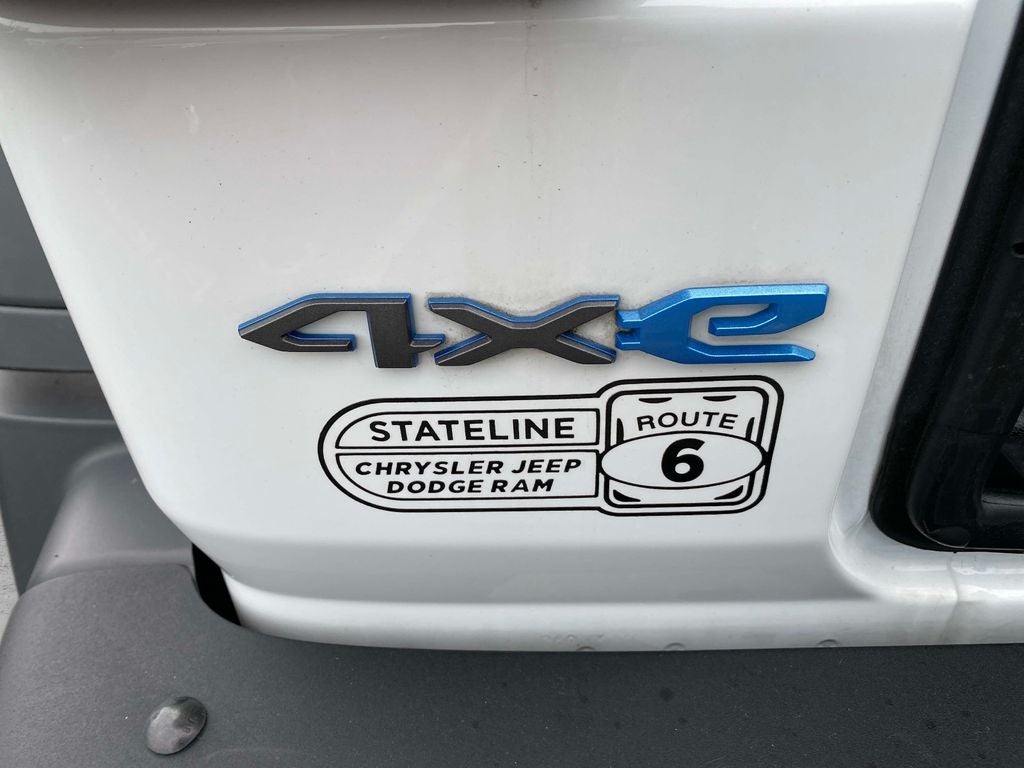 4xe
STATELINE
CHRYSLER JEEP
DODGE RAM
ROUTE
6